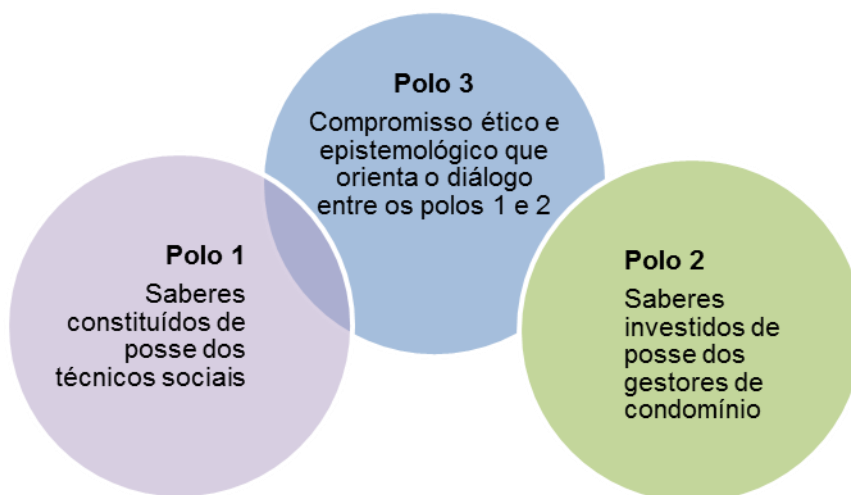 Polo 3
Compromisso ético e
epistemológico que
orienta o diálogo
entre os polos 1 e 2
Polo 1
Saberes
constituídos de
posse dos
técnicos sociais
Polo 2
Saberes
investidos de
posse dos
gestores de
condomínio